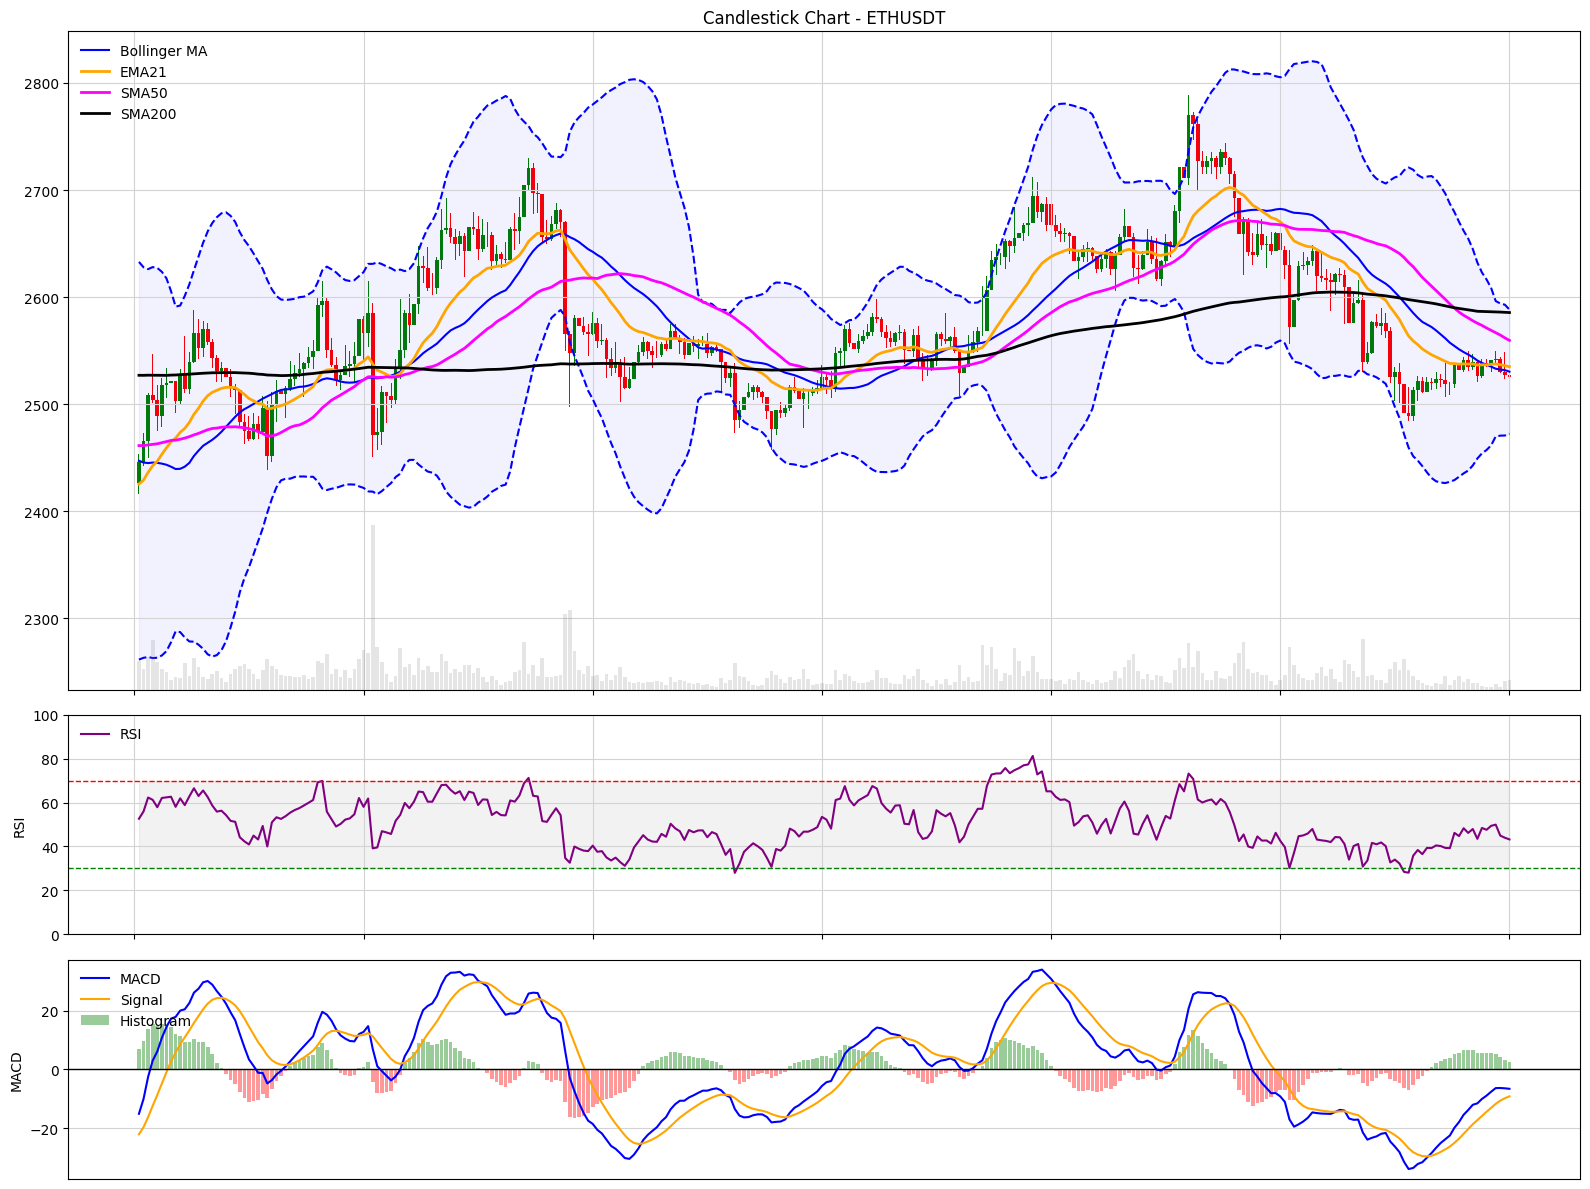 Candlestick Chart - ETHUSDT
Bollinger MA
EMA21
SMA50
SMA200
2800
2700
2600
2500
2400
2300
100
80
60
40
20
0
RSI
RSI
MACD
Signal
Histogram
20
0
−20
MACD